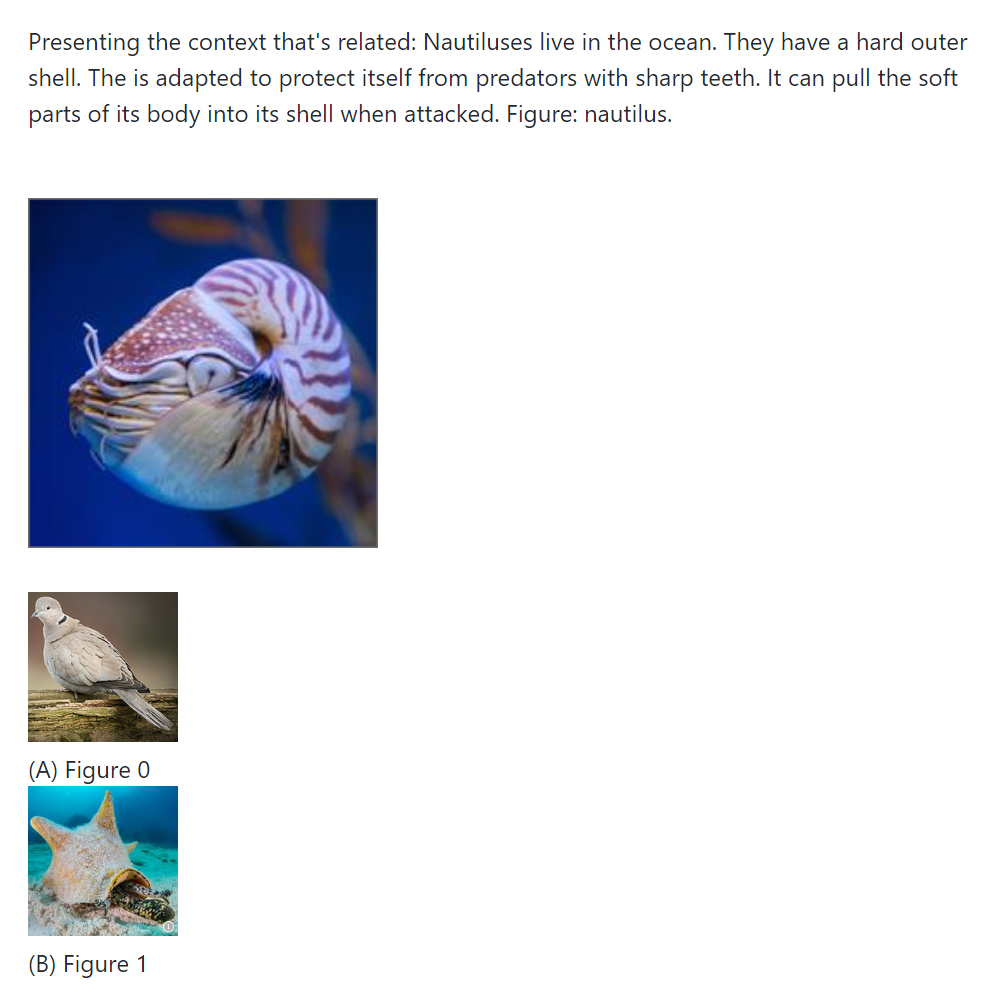 Presenting the context that's related: Nautiluses live in the ocean. They have a hard outer
shell. The is adapted to protect itself from predators with sharp teeth. It can pull the soft
parts of its body into its shell when attacked. Figure: nautilus.
(A) Figure 0
(B) Figure 1